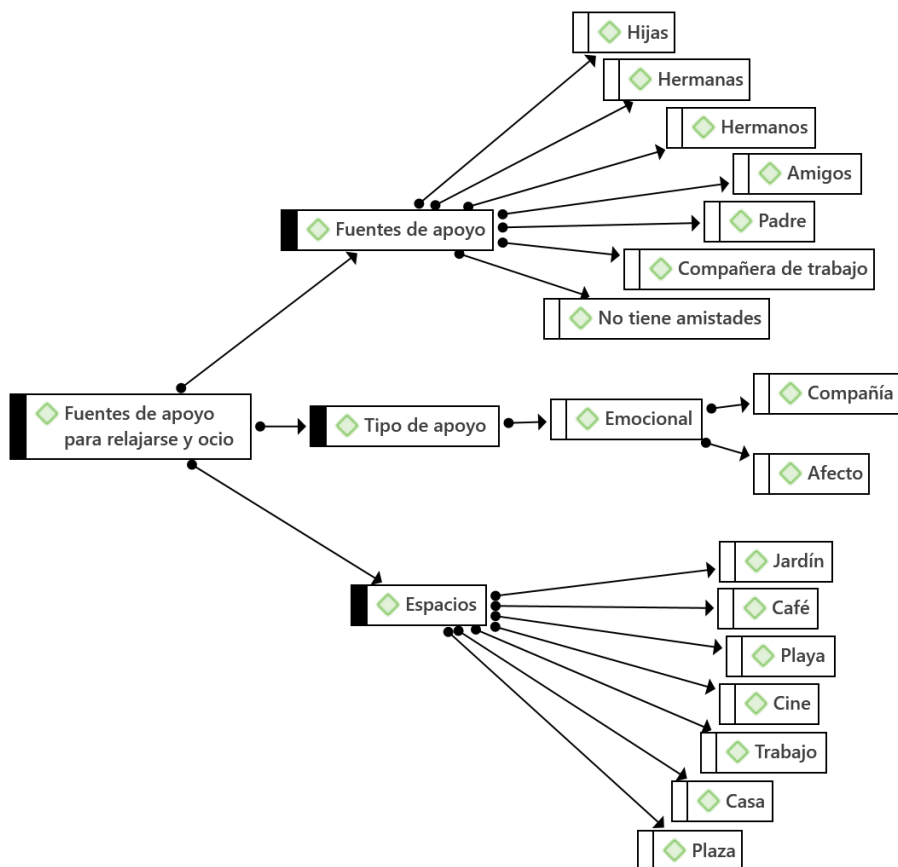 Hijas
Hermanas
Hermanos
Amigos
Padre
Fuentes de apoyo
Compañera de trabajo
No tiene amistades
Fuentes de apoyo
para relajarse y ocio
Tipo de apoyo
Emocional
Compañía
Afecto
Espacios
Jardín
Café
Playa
Cine
Trabajo
Casa
Plaza